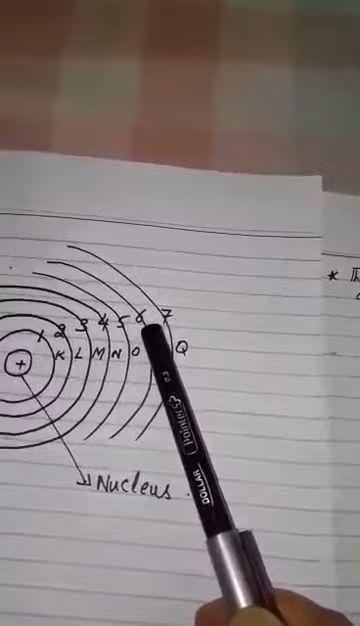 1 2 3 4 5 6 7
K L M N O Q
+
Nucleus.
*
Pointer
DOLLAR